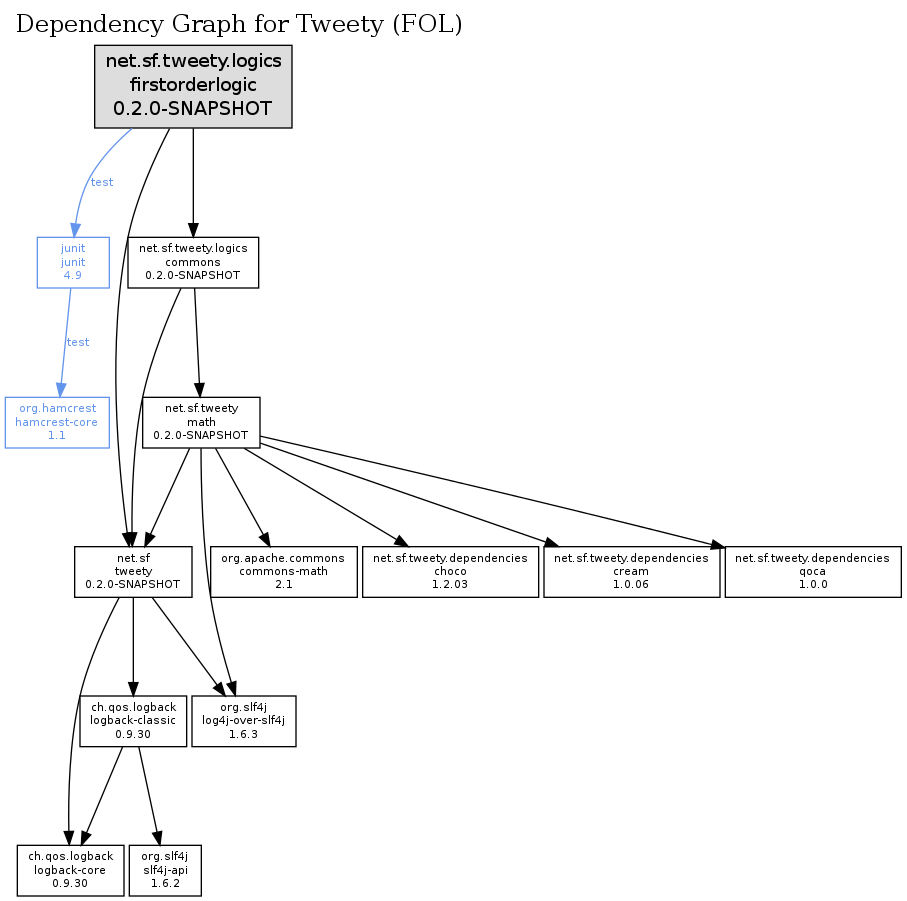 Dependency Graph for Tweety (FOL)
net.sf.tweety.logics
firstorderlogic
0.2.0-SNAPSHOT
test
junit
junit
4.9
net.sf.tweety.logics
commons
0.2.0-SNAPSHOT
test
org.hamcrest
hamcrest-core
1.1
net.sf.tweety
math
0.2.0-SNAPSHOT
net.sf
tweety
0.2.0-SNAPSHOT
org.apache.commons
commons-math
2.1
net.sf.tweety.dependencies
choco
1.2.03
net.sf.tweety.dependencies
cream
1.0.06
net.sf.tweety.dependencies
qoca
1.0.0
ch.qos.logback
logback-classic
0.9.30
org.slf4j
log4j-over-slf4j
1.6.3
ch.qos.logback
logback-core
0.9.30
org.slf4j
slf4j-api
1.6.2